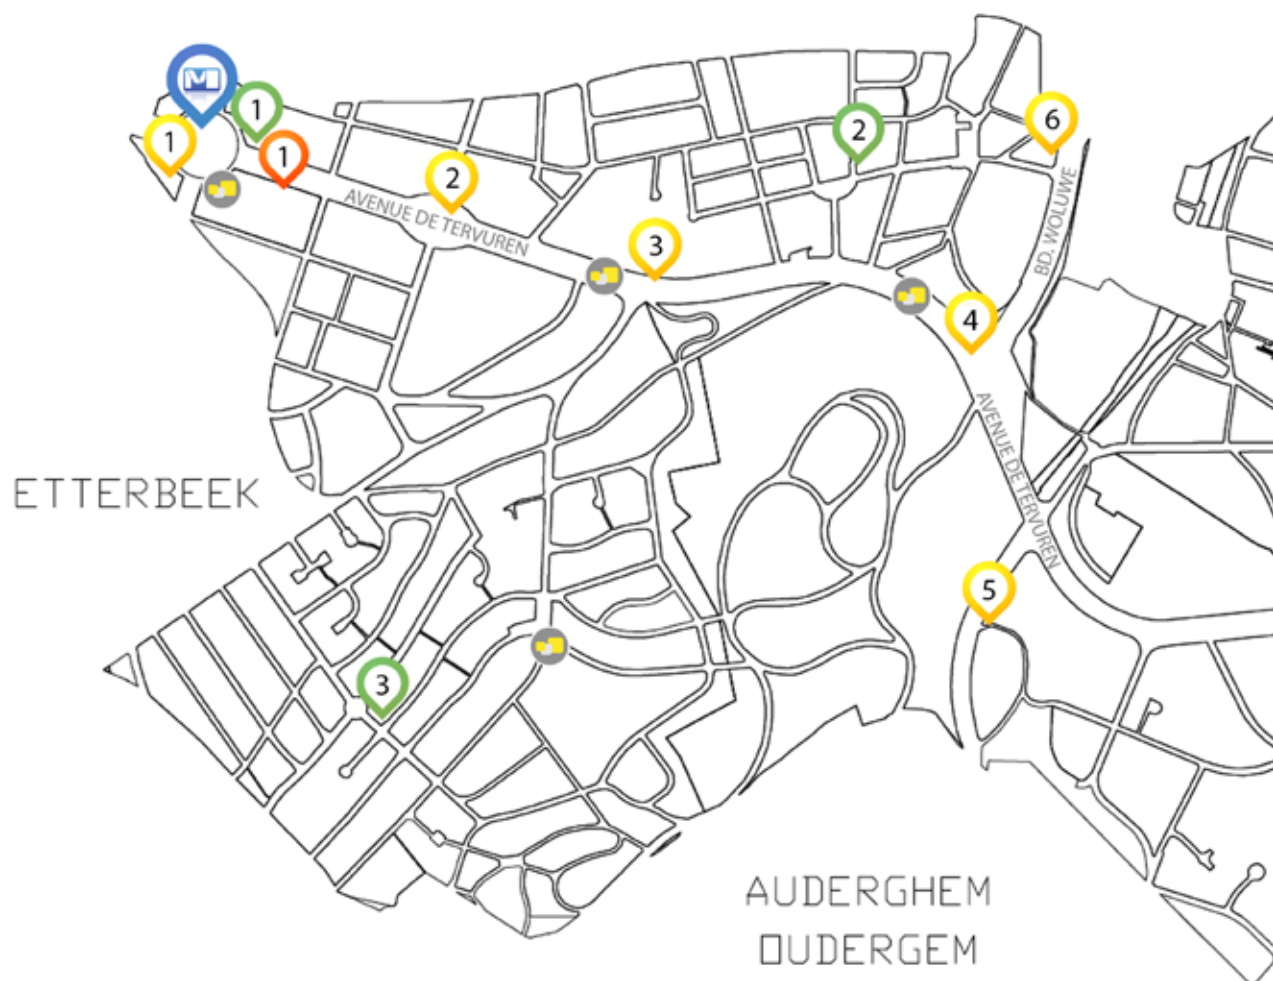 M
1
1
1
2
3
2
6
4
5
3
AVENUE DE TERVUREN
BD. WOLUWE
AVENUE DE TERVUREN
ETTERBEEK
AUDERGHEM
OUDERGEM